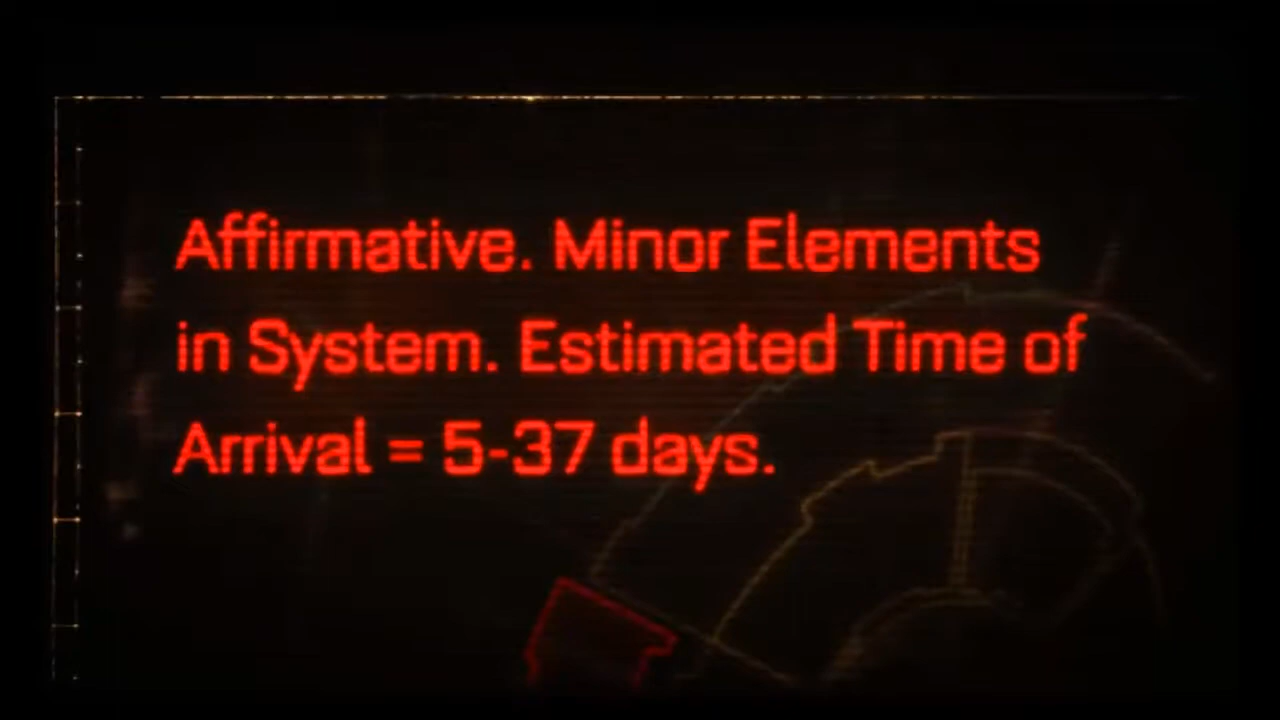 Affirmative. Minor Elements
in System. Estimated Time of
Arrival = 5-37 days.